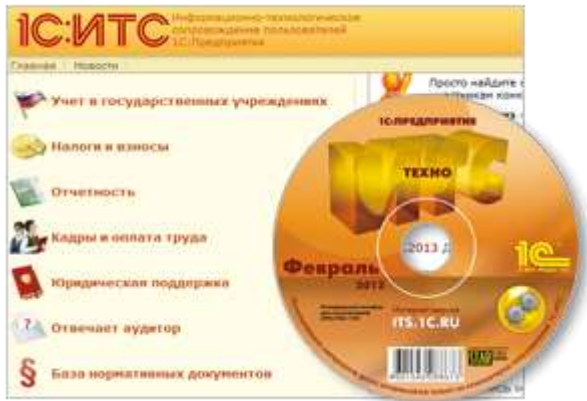 1С:ИТС
Информационно-технологическое
сопровождение пользователей
1С:Предприятия
Главная Новости
Учет в государственных учреждениях
Налоги и взносы
Отчетность
Кадры и оплата труда
Юридическая поддержка
Отвечает аудитор
База нормативных документов
Просто найдите
1С:ПРЕДПРИЯТИЕ
ИТС
ТЕХНО
2013
Февраль
2013
1С
Интернет-версия
ITS.1C.RU